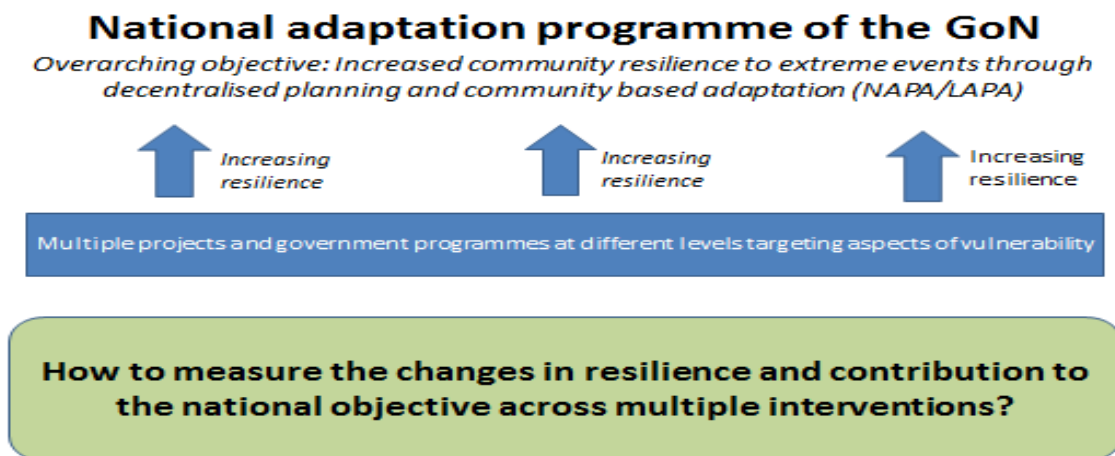 National adaptation programme of the GoN
Overarching objective: Increased community resilience to extreme events through
decentralised planning and community based adaptation (NAPA/LAPA)
Increasing
resilience
Increasing
resilience
Increasing
resilience
Multiple projects and government programmes at different levels targeting aspects of vulnerability
How to measure the changes in resilience and contribution to
the national objective across multiple interventions?